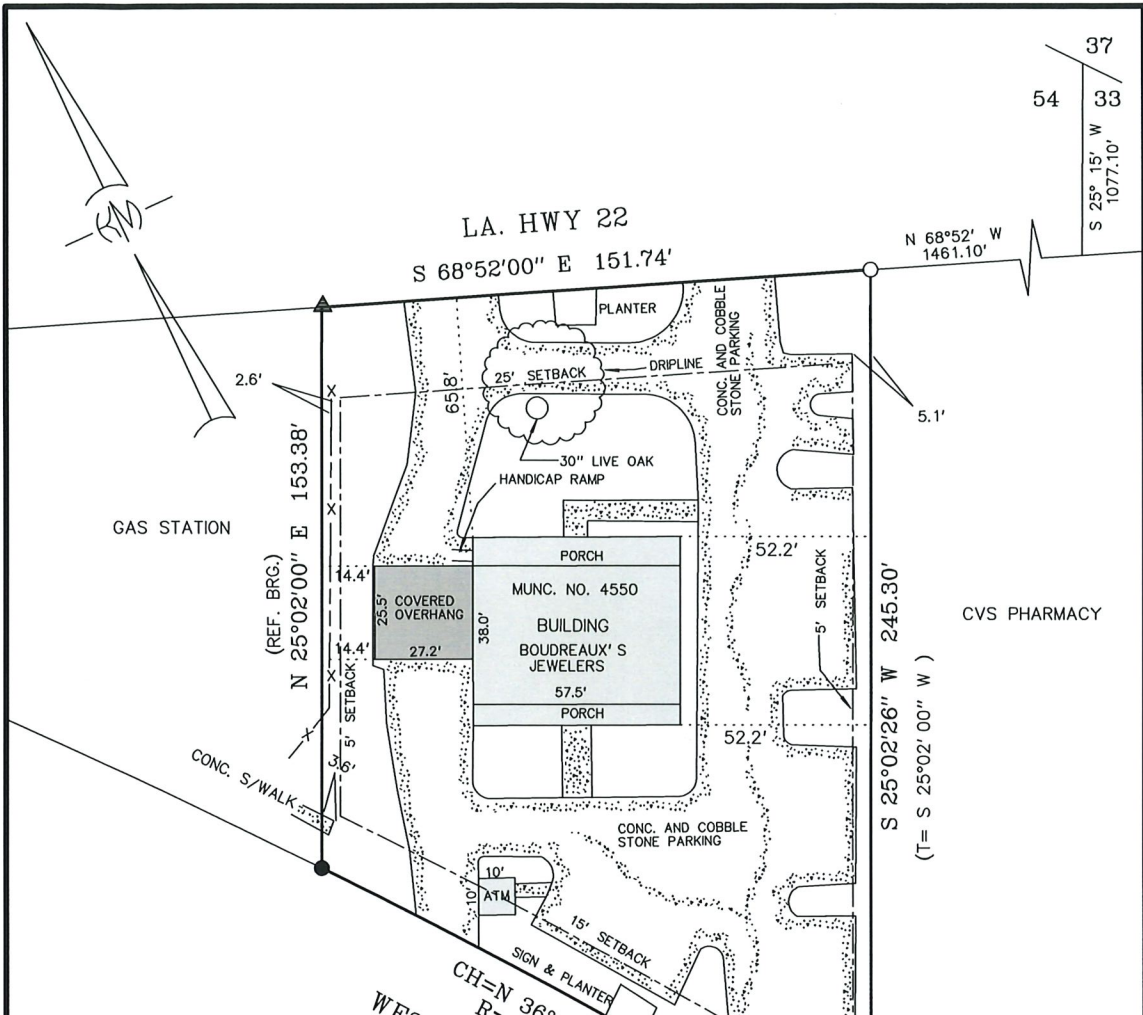 37
54
33
S 25° 15' W
1077.10'
LA. HWY 22
S 68°52'00" E 151.74'
N 68°52' W
1461.10'
N
PLANTER
CONC. AND COBBLE
STONE PARKING
DRIPLINE
25' SETBACK
2.6'
65.8'
5.1'
30" LIVE OAK
HANDICAP RAMP
GAS STATION
(REF. BRG.)
N 25°02'00" E 153.38'
PORCH
52.2'
14.4'
MUNC. NO. 4550
COVERED
OVERHANG
25.5'
38.0'
BUILDING
BOUDREAUX'S
JEWELERS
27.2'
14.4'
57.5'
PORCH
52.2'
5' SETBACK
5' SETBACK
S 25°02'26" W 245.30'
(T= S 25°02'00" W )
CVS PHARMACY
3.6'
CONC. S/WALK
CONC. AND COBBLE
STONE PARKING
10'
10'
ATM
15' SETBACK
SIGN & PLANTER
CH=N 36°